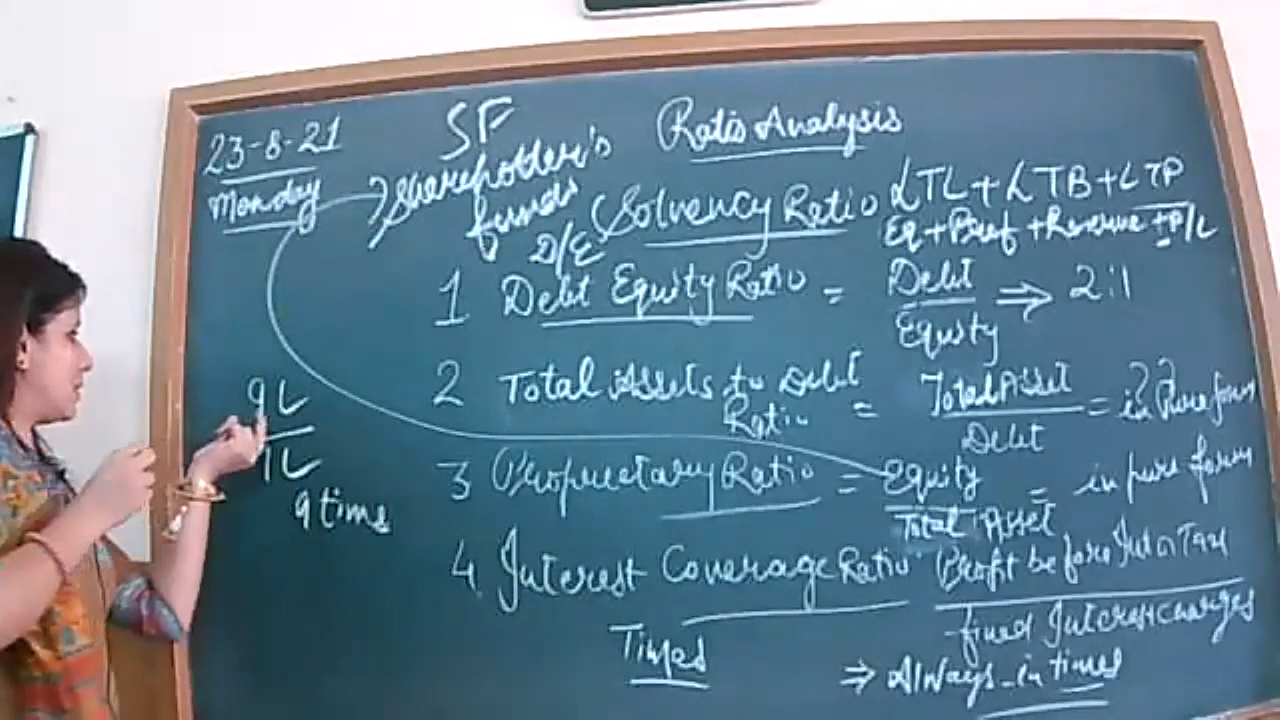 23-8-21
Monday
SF
Shareholder's
funds
Ratio Analysis
Solvency Ratio
LTL + LTB + LTP
Eq + Pref + Reserve + P/L
D/E
1 Debt Equity Ratio = Debt / Equity ⇒ 2:1
2 Total Assets to Debt Ratio = Total Asset / Debt = ?? in Pure form
3 Proprietary Ratio = Equity / Total Asset = in pure form
4 Interest Coverage Ratio Profit before Int n Tax / fixed Interest charges
Times
⇒ Always in times
9L
1L
9 times